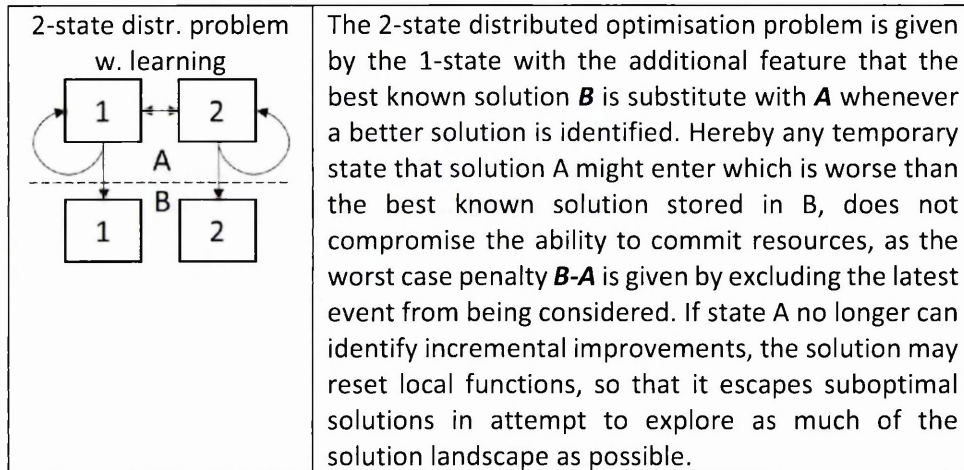 2-state distr. problem
w. learning
1
2
A
B
1
2
The 2-state distributed optimisation problem is given
by the 1-state with the additional feature that the
best known solution B is substitute with A whenever
a better solution is identified. Hereby any temporary
state that solution A might enter which is worse than
the best known solution stored in B, does not
compromise the ability to commit resources, as the
worst case penalty B-A is given by excluding the latest
event from being considered. If state A no longer can
identify incremental improvements, the solution may
reset local functions, so that it escapes suboptimal
solutions in attempt to explore as much of the
solution landscape as possible.